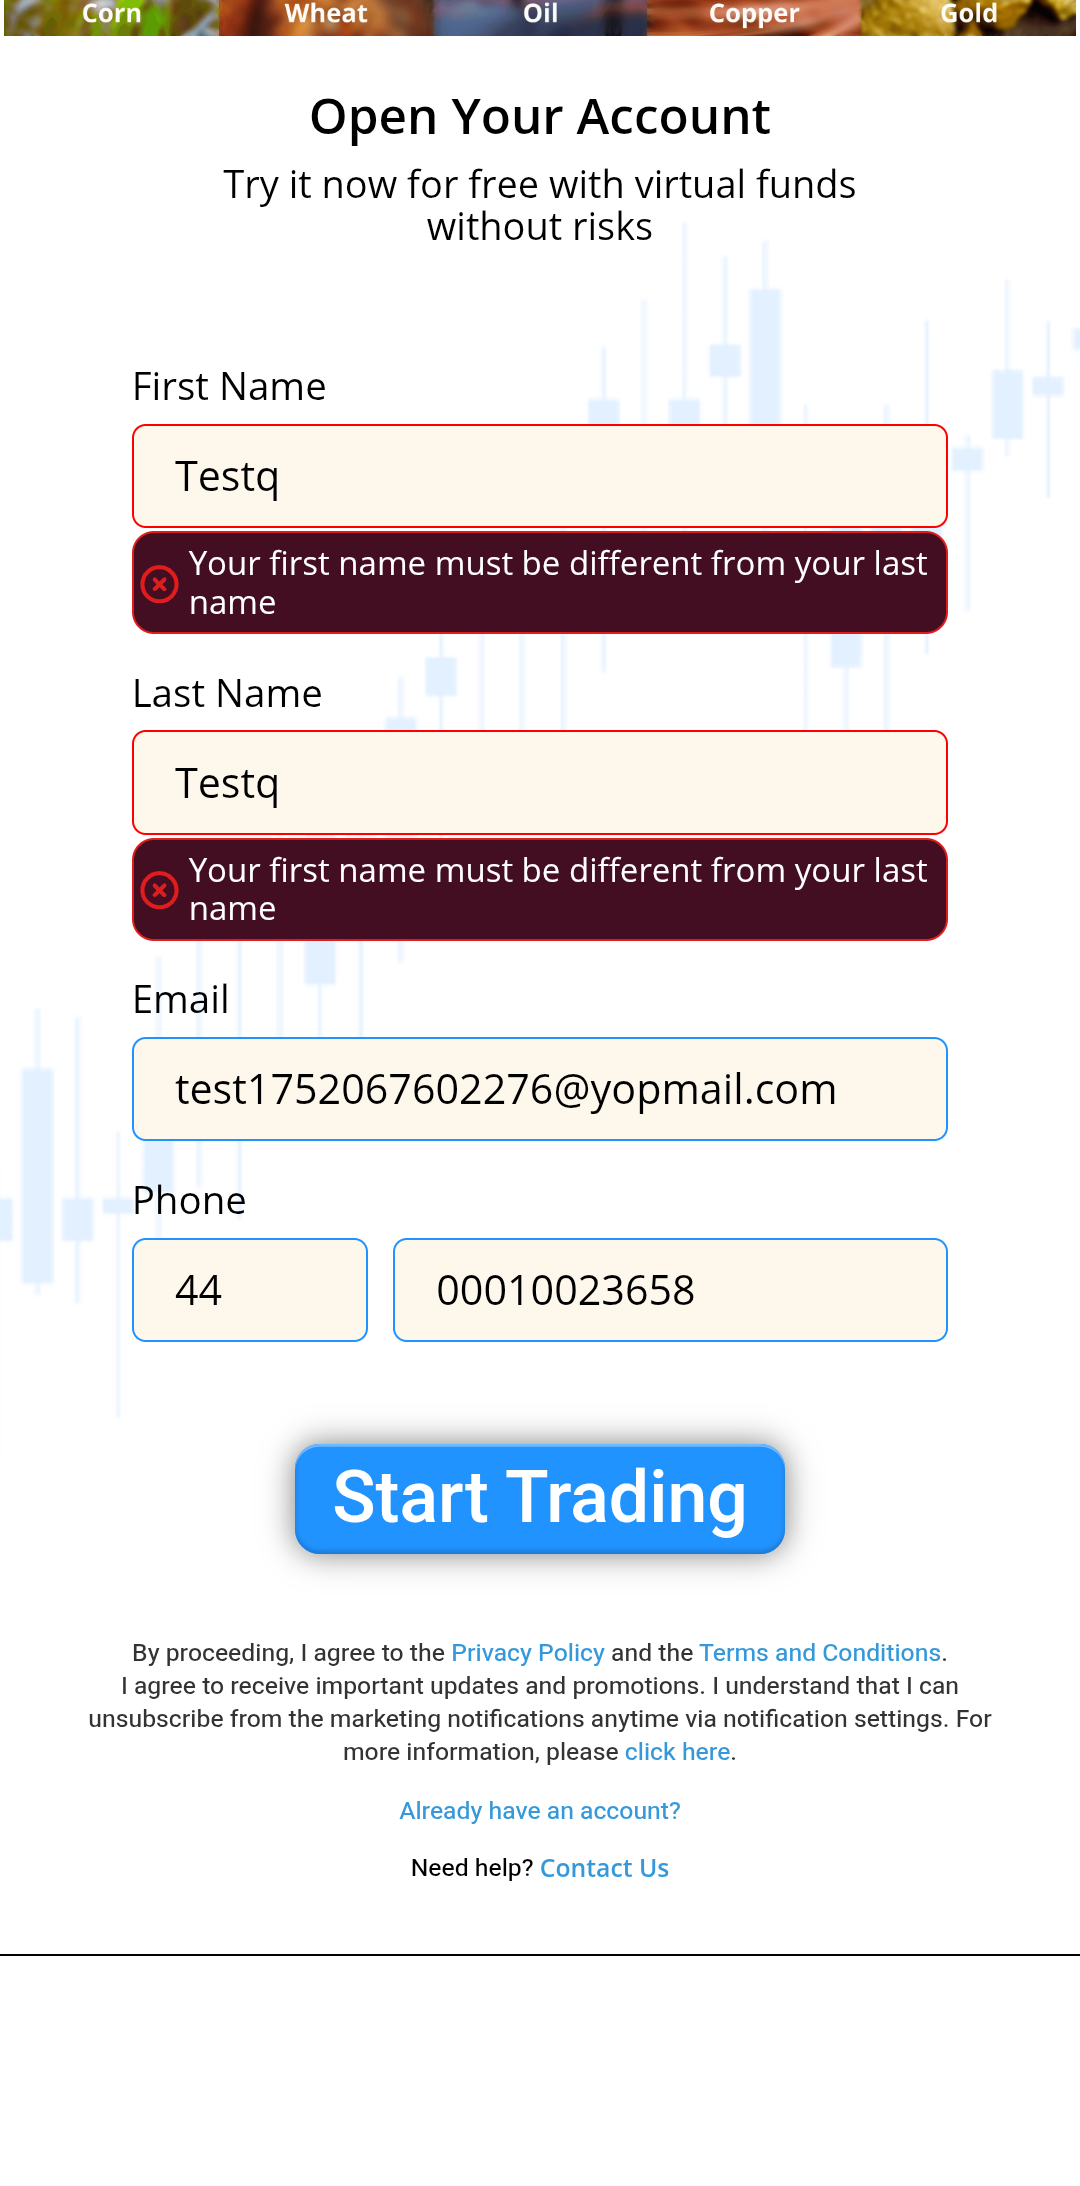 Corn Wheat Oil Copper Gold
Open Your Account
Try it now for free with virtual funds
without risks
First Name
Testq
Your first name must be different from your last
name
Last Name
Testq
Your first name must be different from your last
name
Email
test1752067602276@yopmail.com
Phone
44 00010023658
Start Trading
By proceeding, I agree to the Privacy Policy and the Terms and Conditions.
I agree to receive important updates and promotions. I understand that I can
unsubscribe from the marketing notifications anytime via notification settings. For
more information, please click here.
Already have an account?
Need help? Contact Us